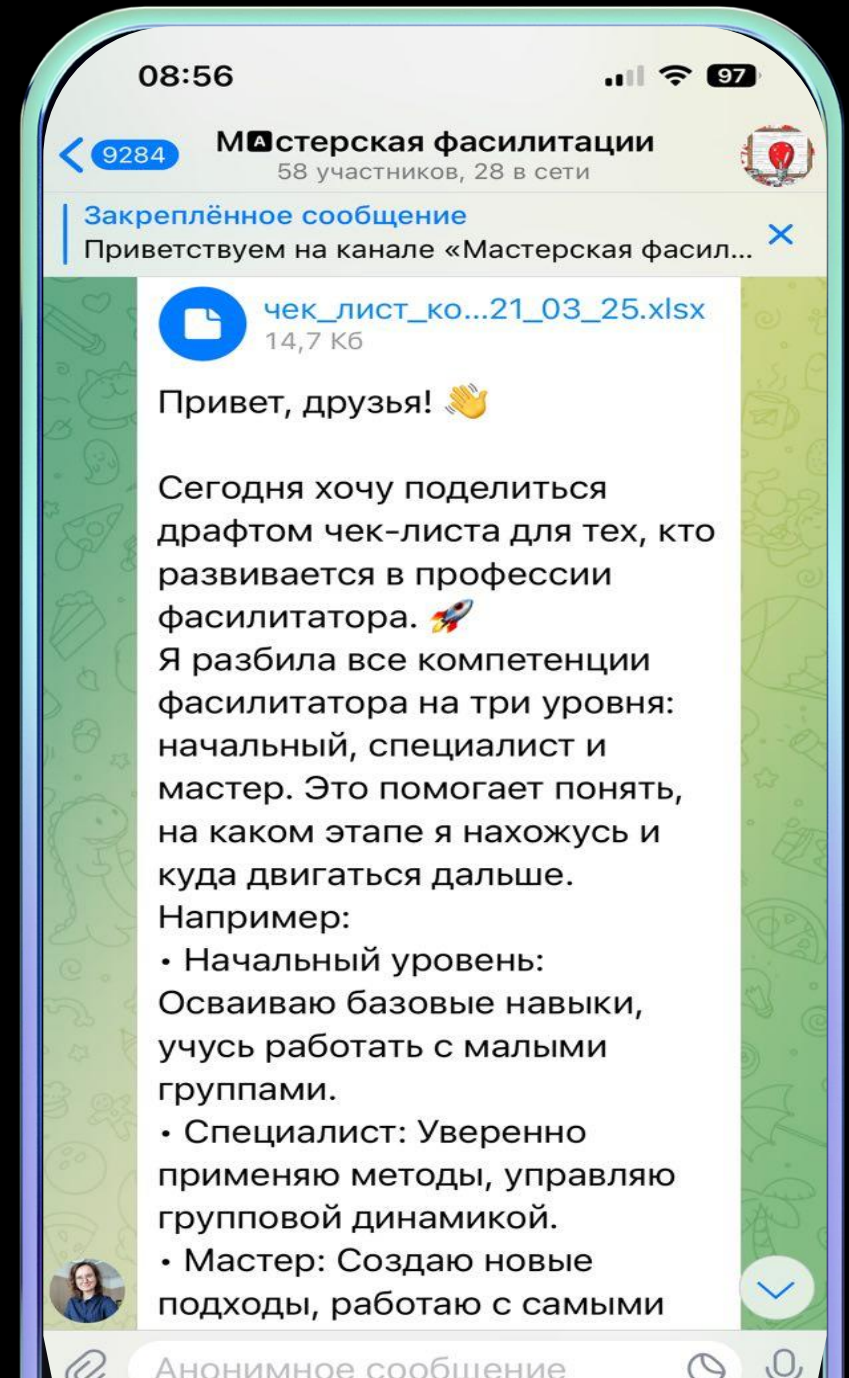 08:56
97
9284
М🅰стерская фасилитации
58 участников, 28 в сети
Закреплённое сообщение
Приветствуем на канале «Мастерская фасил...
чек_лист_ко...21_03_25.xlsx
14,7 Кб
Привет, друзья! 👋
Сегодня хочу поделиться
драфтом чек-листа для тех, кто
развивается в профессии
фасилитатора. 🚀
Я разбила все компетенции
фасилитатора на три уровня:
начальный, специалист и
мастер. Это помогает понять,
на каком этапе я нахожусь и
куда двигаться дальше.
Например:
• Начальный уровень:
Осваиваю базовые навыки,
учусь работать с малыми
группами.
• Специалист: Уверенно
применяю методы, управляю
групповой динамикой.
• Мастер: Создаю новые
подходы, работаю с самыми
Анонимное сообщение